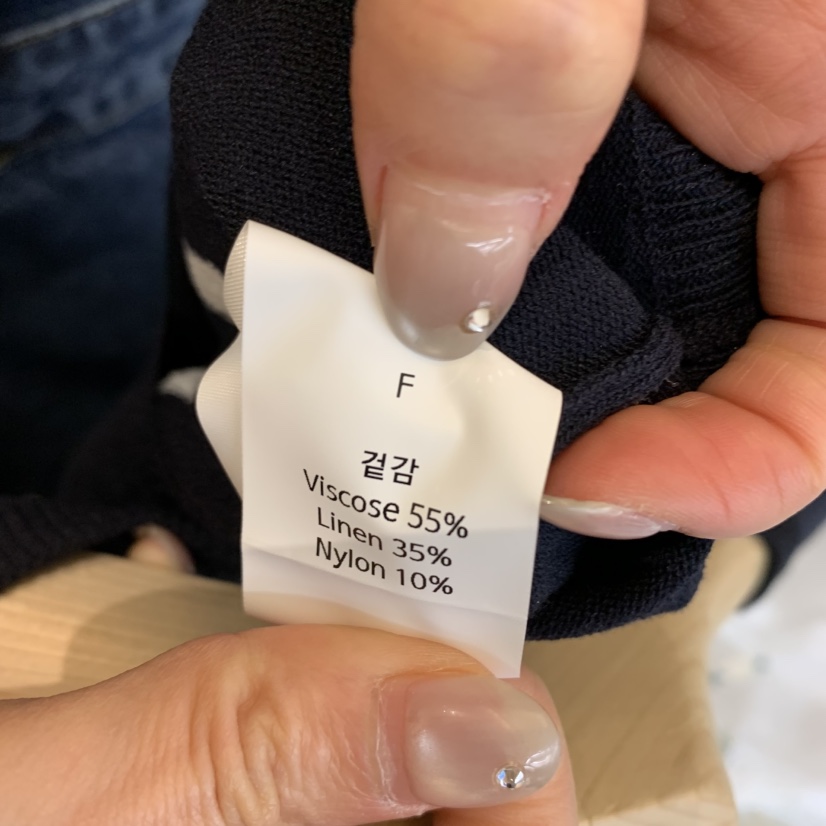 F
겉감
Viscose 55%
Linen 35%
Nylon 10%